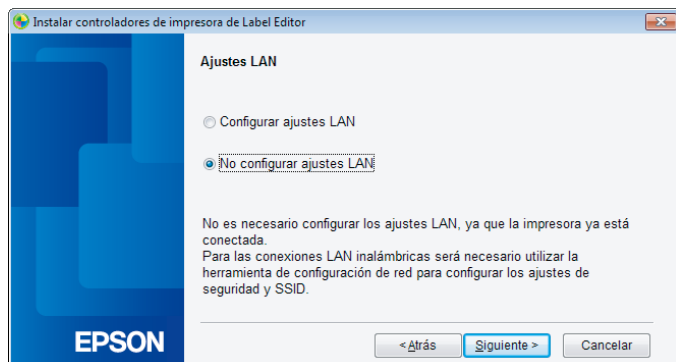 Instalar controladores de impresora de Label Editor
Ajustes LAN
Configurar ajustes LAN
No configurar ajustes LAN
No es necesario configurar los ajustes LAN, ya que la impresora ya está
conectada.
Para las conexiones LAN inalámbricas será necesario utilizar la
herramienta de configuración de red para configurar los ajustes de
seguridad y SSID.
EPSON
< Atrás
Siguiente >
Cancelar